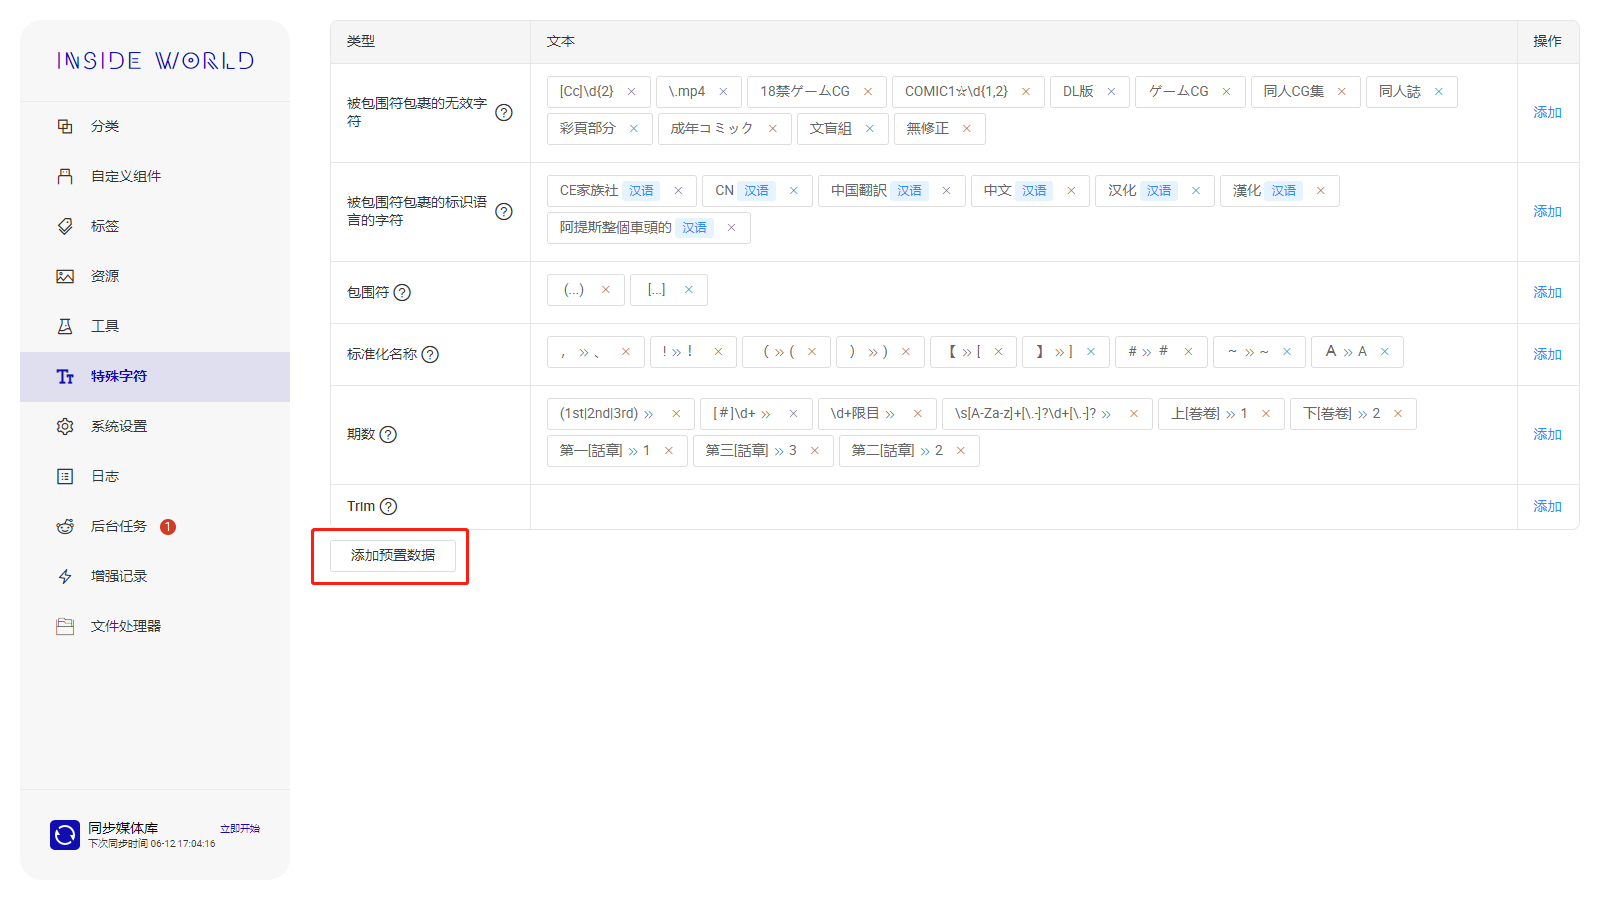 INSIDE WORLD
分类
自定义组件
标签
资源
工具
特殊字符
系统设置
日志
后台任务 1
增强记录
文件处理器
同步媒体库 立即开始
下次同步时间 06-12 17:04:16
类型 文本 操作
被包围符包裹的无效字符 ?
[Cc]\d{2} × \.mp4 × 18禁ゲームCG × COMIC1☆\d{1,2} × DL版 × ゲームCG × 同人CG集 × 同人誌 ×
彩頁部分 × 成年コミック × 文盲組 × 無修正 ×
添加
被包围符包裹的标识语言的字符 ?
CE家族社 汉语 × CN 汉语 × 中国翻訳 汉语 × 中文 汉语 × 汉化 汉语 × 漢化 汉语 ×
阿提斯整個車頭的 汉语 ×
添加
包围符 ? (...) × [...] × 添加
标准化名称 ? , » 、 × ! » ! × ( » ( × ) » ) × 【 » [ × 】 » ] × # » # × ~ » ~ × A » A × 添加
期数 ?
(1st|2nd|3rd) » × [#]\d+ » × \d+限目 » × \s[A-Za-z]+[\.-]?\d+[\.-]? » × 上[巻卷] » 1 × 下[巻卷] » 2 ×
第一[話章] » 1 × 第三[話章] » 3 × 第二[話章] » 2 ×
添加
Trim ? 添加
添加预置数据